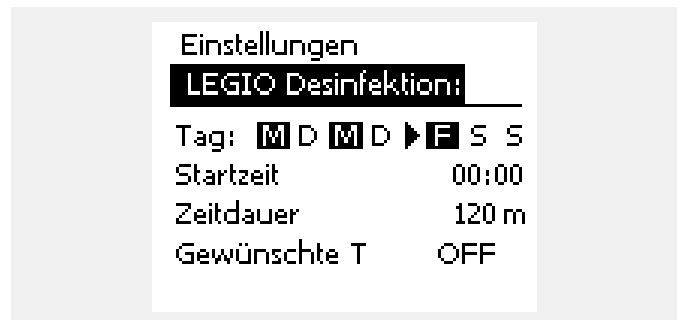 Einstellungen
LEGIO Desinfektion:
Tag: M D M D ▶F S S
Startzeit 00:00
Zeitdauer 120 m
Gewünschte T OFF